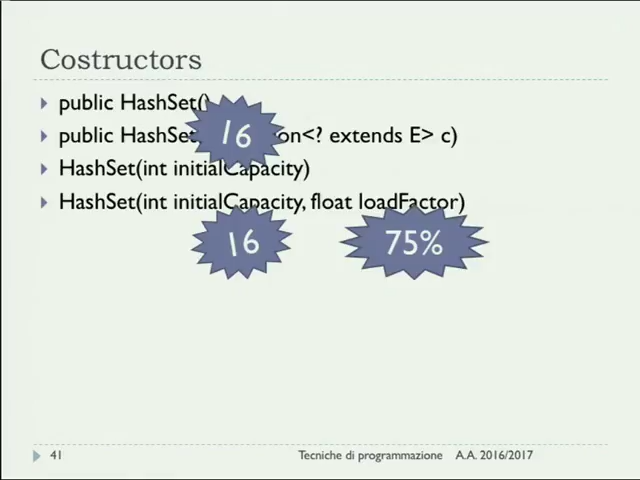 Costructors
public HashSet()
16
public HashSet on<? extends E> c)
HashSet(int initialCapacity)
HashSet(int initialCapacity, float loadFactor)
16
75%
41
Tecniche di programmazione
A.A. 2016/2017